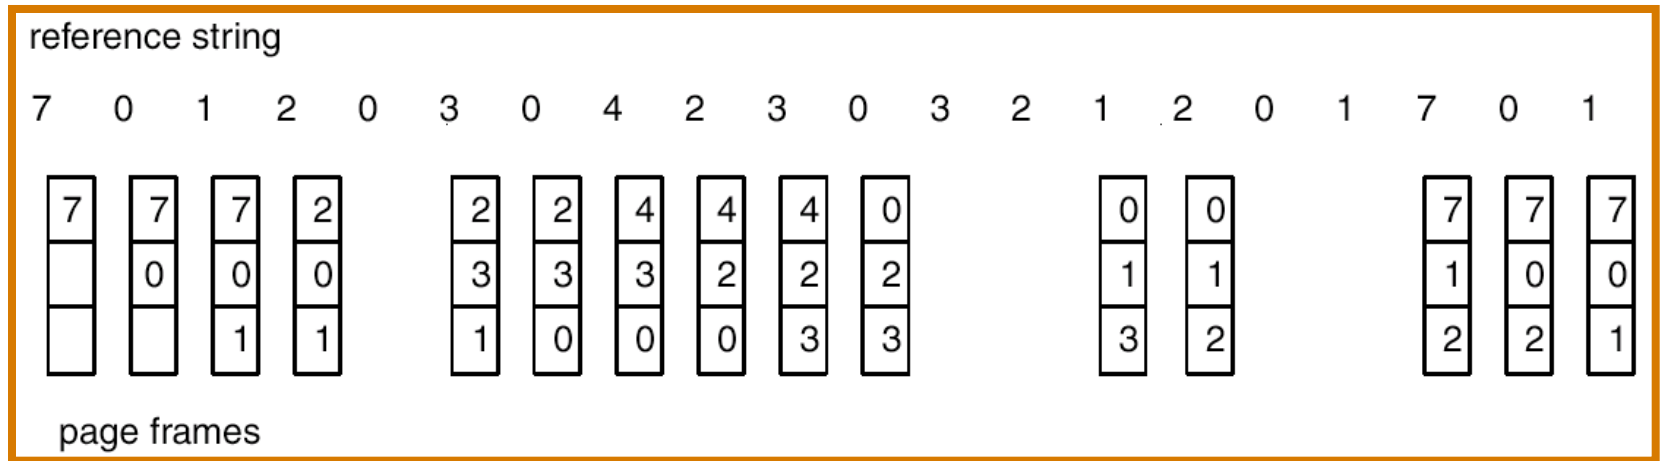 reference string
7 0 1 2 0 3 0 4 2 3 0 3 2 1 2 0 1 7 0 1
7 7 7 2 2 2 4 4 4 0 0 0 7 7 7
0 0 0 3 3 3 2 2 2 1 1 1 0 0
1 1 1 0 0 0 3 3 3 2 2 2 1
page frames